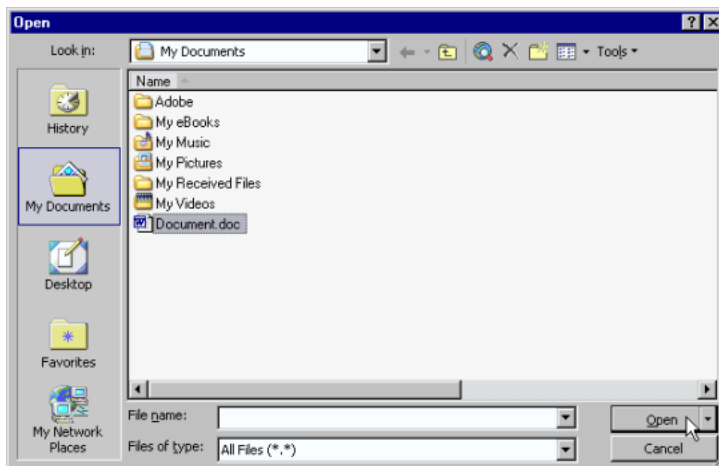 Open
Look in:
My Documents
Tools
Name
Adobe
My eBooks
My Music
My Pictures
My Received Files
My Videos
Document.doc
History
My Documents
Desktop
Favorites
My Network
Places
File name:
Open
Files of type:
All Files (*.*)
Cancel